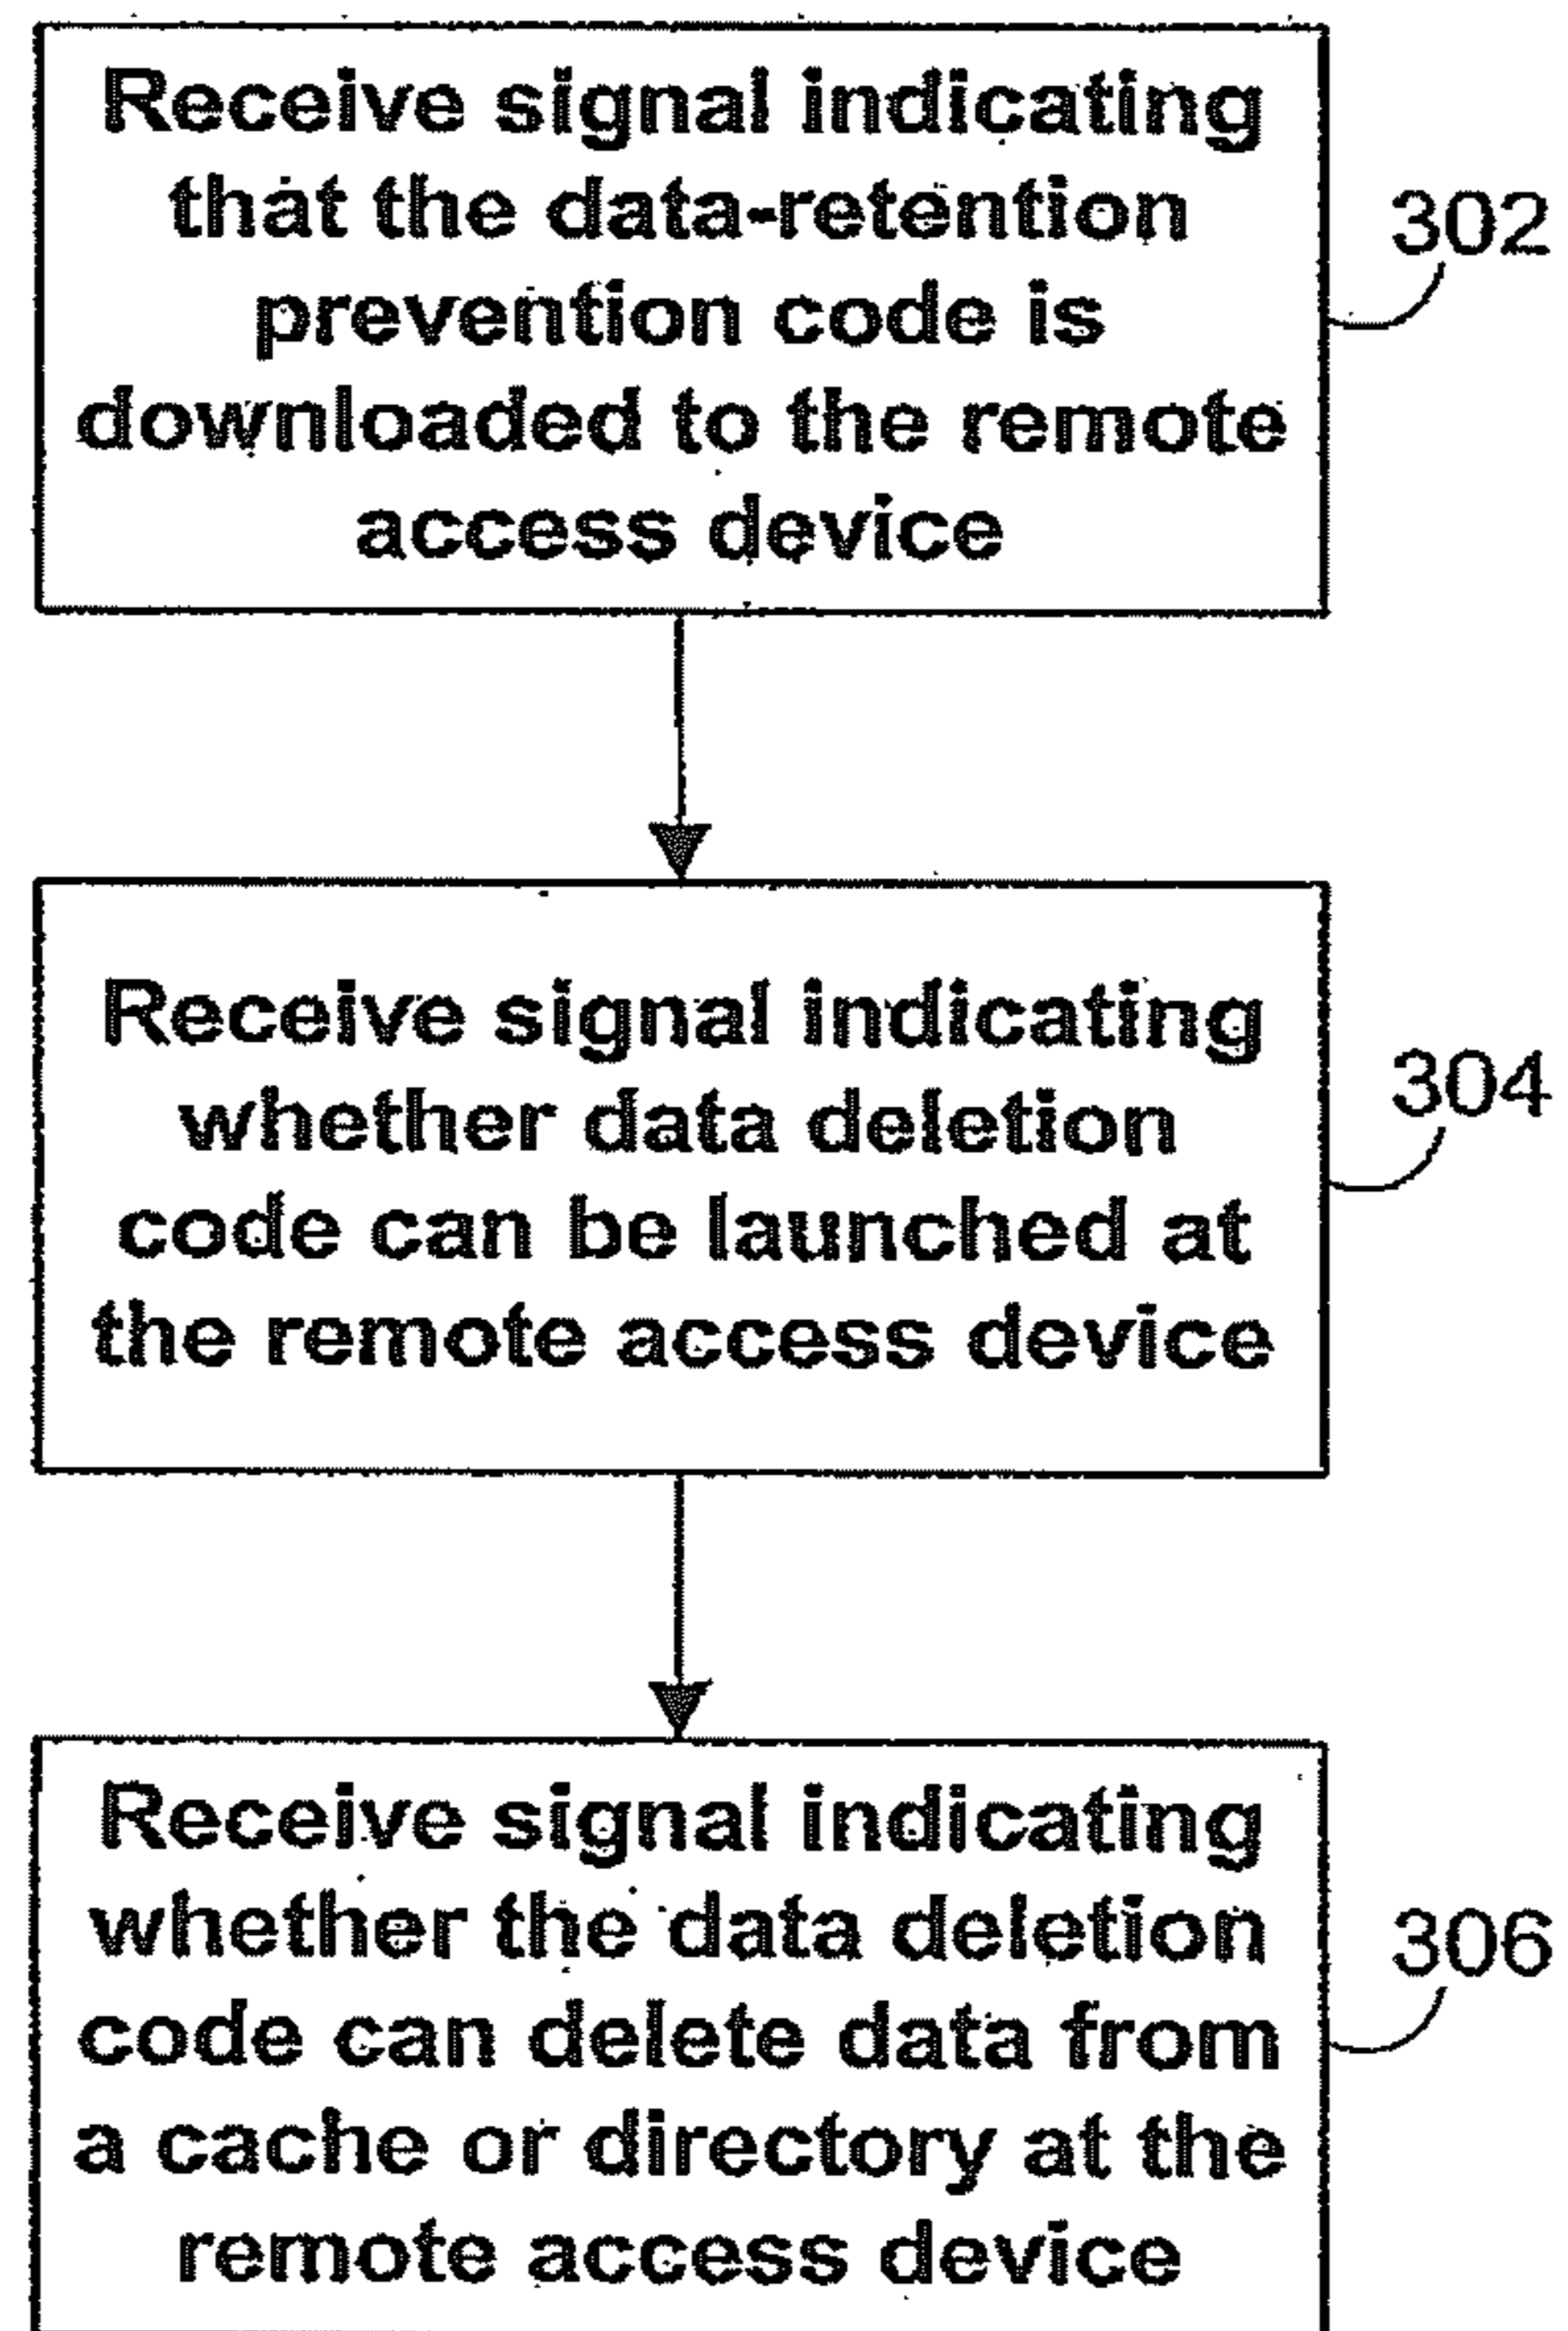 Receive signal indicating
that the data-retention
prevention code is
downloaded to the remote
access device
302
Receive signal indicating
whether data deletion
code can be launched at
the remote access device
304
Receive signal indicating
whether the data deletion
code can delete data from
a cache or directory at the
remote access device
306